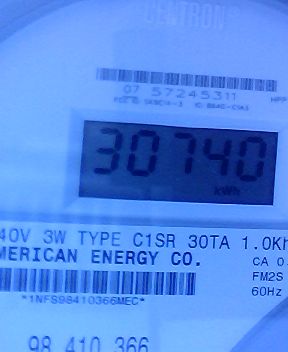 CENTRON®
07 57245311
30740
kWh
40V 3W TYPE C1SR 30TA 1.0Kh
MERICAN ENERGY CO.
CA 0.
FM2S
60Hz
*1NFS98410366MEC*
98 410 366